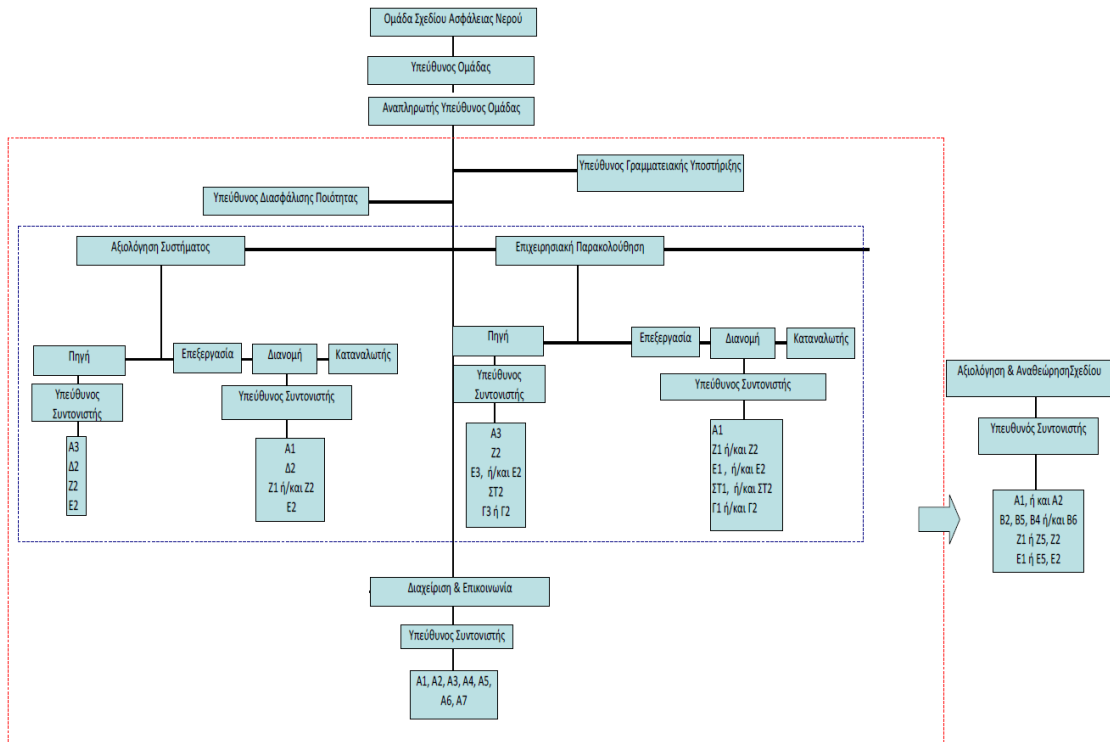 Ομάδα Σχεδίου Ασφάλειας Νερού
Υπεύθυνος Ομάδας
Αναπληρωτής Υπεύθυνος Ομάδας
Υπεύθυνος Γραμματειακής Υποστήριξης
Υπεύθυνος Διασφάλισης Ποιότητας
Αξιολόγηση Συστήματος
Επιχειρησιακή Παρακολούθηση
Πηγή
Επεξεργασία
Διανομή
Καταναλωτής
Υπεύθυνος
Συντονιστής
Υπεύθυνος Συντονιστής
Α3
Δ2
Ζ2
Ε2
Α1
Δ2
Ζ1 ή/και Ζ2
Ε2
Πηγή
Επεξεργασία
Διανομή
Καταναλωτής
Υπεύθυνος
Συντονιστής
Υπεύθυνος Συντονιστής
Α3
Ζ2
Ε3, ή/και Ε2
ΣΤ2
Γ3 ή Γ2
Α1
Ζ1 ή/και Ζ2
Ε1 , ή/και Ε2
ΣΤ1, ή/και ΣΤ2
Γ1 ή/και Γ2
Αξιολόγηση & ΑναθεώρησηΣχεδίου
Υπευθυνός Συντονιστής
Α1, ή και Α2
Β2, Β5, Β4 ή/και Β6
Ζ1 ή Ζ5, Ζ2
Ε1 ή Ε5, Ε2
Διαχείριση & Επικοινωνία
Υπεύθυνος Συντονιστής
Α1, Α2, Α3, Α4, Α5,
Α6, Α7